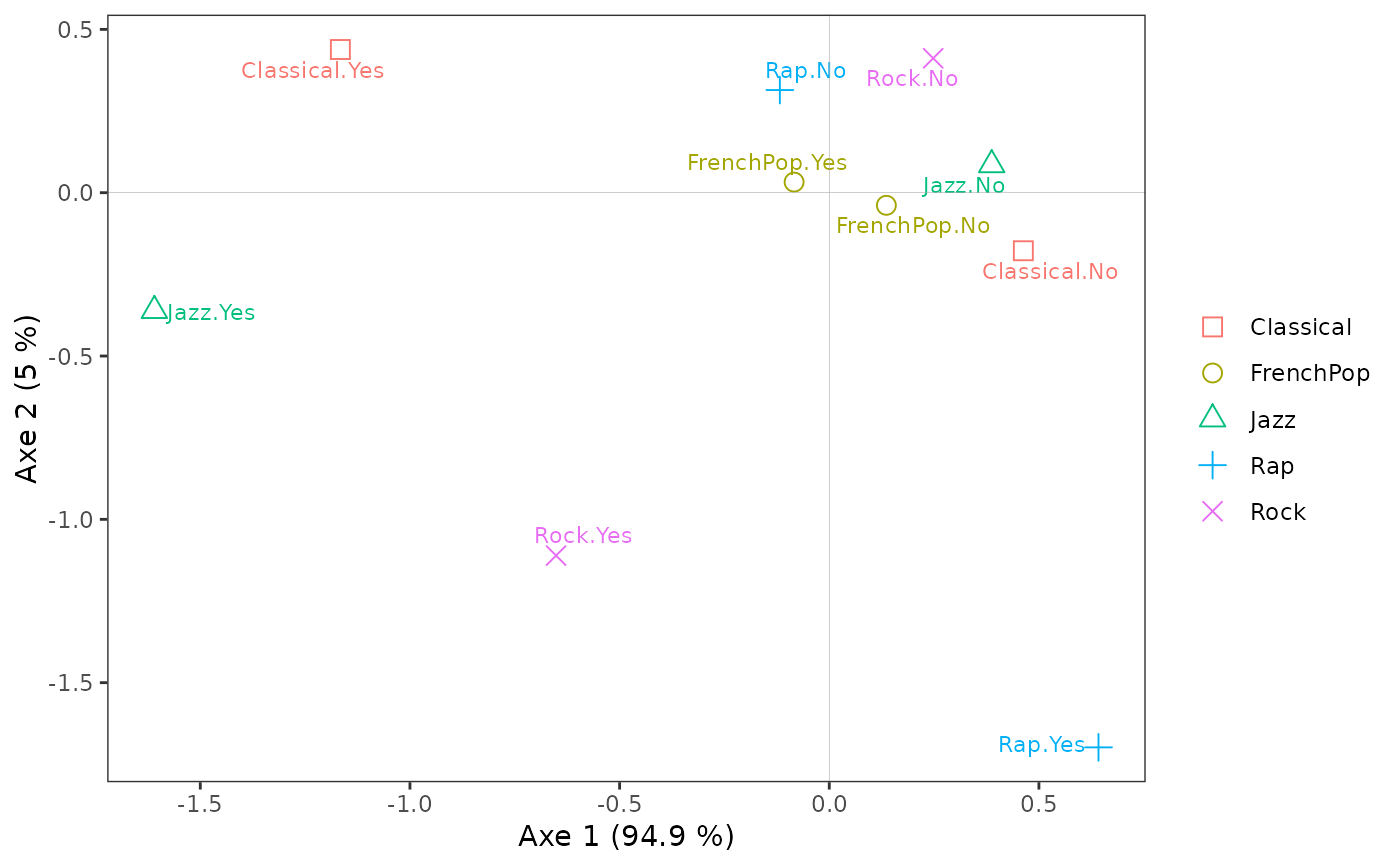 0.5
0.0
-0.5
-1.0
-1.5
Axe 2 (5 %)
Classical.Yes
Rap.No
Rock.No
FrenchPop.Yes
Jazz.No
FrenchPop.No
Classical.No
Jazz.Yes
Rock.Yes
Rap.Yes
-1.5
-1.0
-0.5
0.0
0.5
Axe 1 (94.9 %)
Classical
FrenchPop
Jazz
Rap
Rock